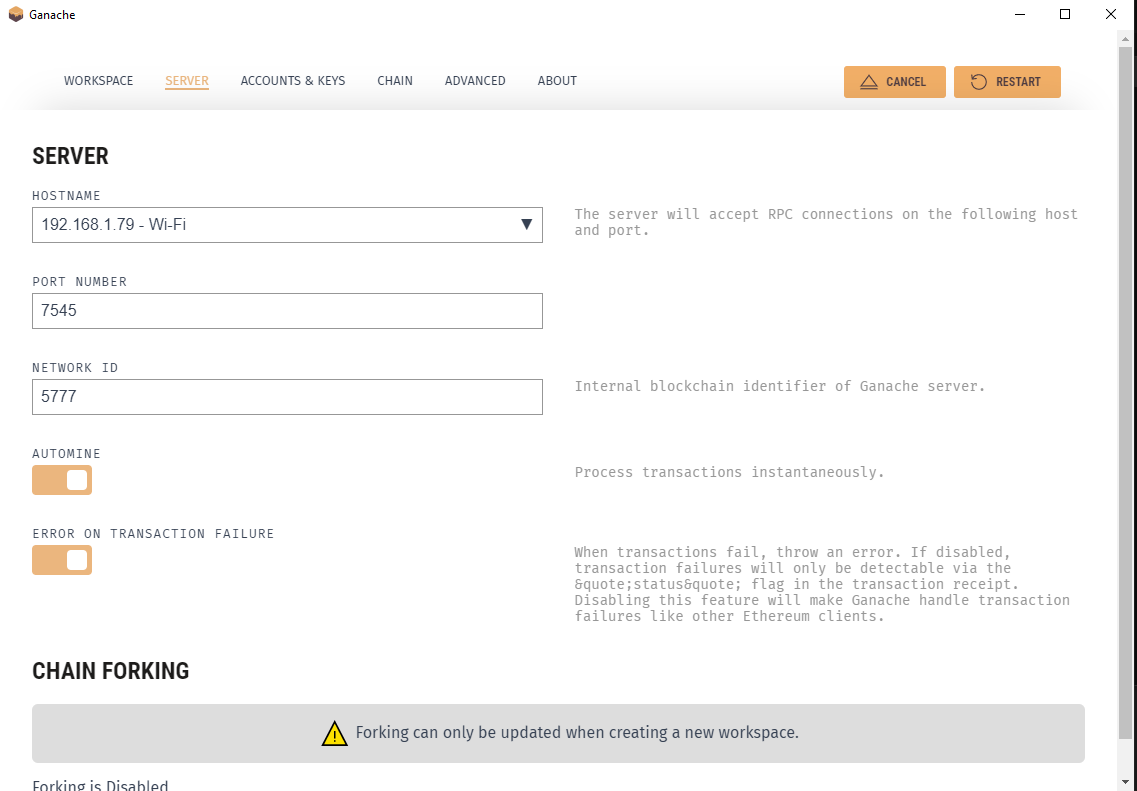 Ganache
WORKSPACE SERVER ACCOUNTS & KEYS CHAIN ADVANCED ABOUT CANCEL RESTART
SERVER
HOSTNAME
192.168.1.79 - Wi-Fi
The server will accept RPC connections on the following host
and port.
PORT NUMBER
7545
NETWORK ID
5777
Internal blockchain identifier of Ganache server.
AUTOMINE
Process transactions instantaneously.
ERROR ON TRANSACTION FAILURE
When transactions fail, throw an error. If disabled,
transaction failures will only be detectable via the
&quote;status&quote; flag in the transaction receipt.
Disabling this feature will make Ganache handle transaction
failures like other Ethereum clients.
CHAIN FORKING
Forking can only be updated when creating a new workspace.
Forking is Disabled